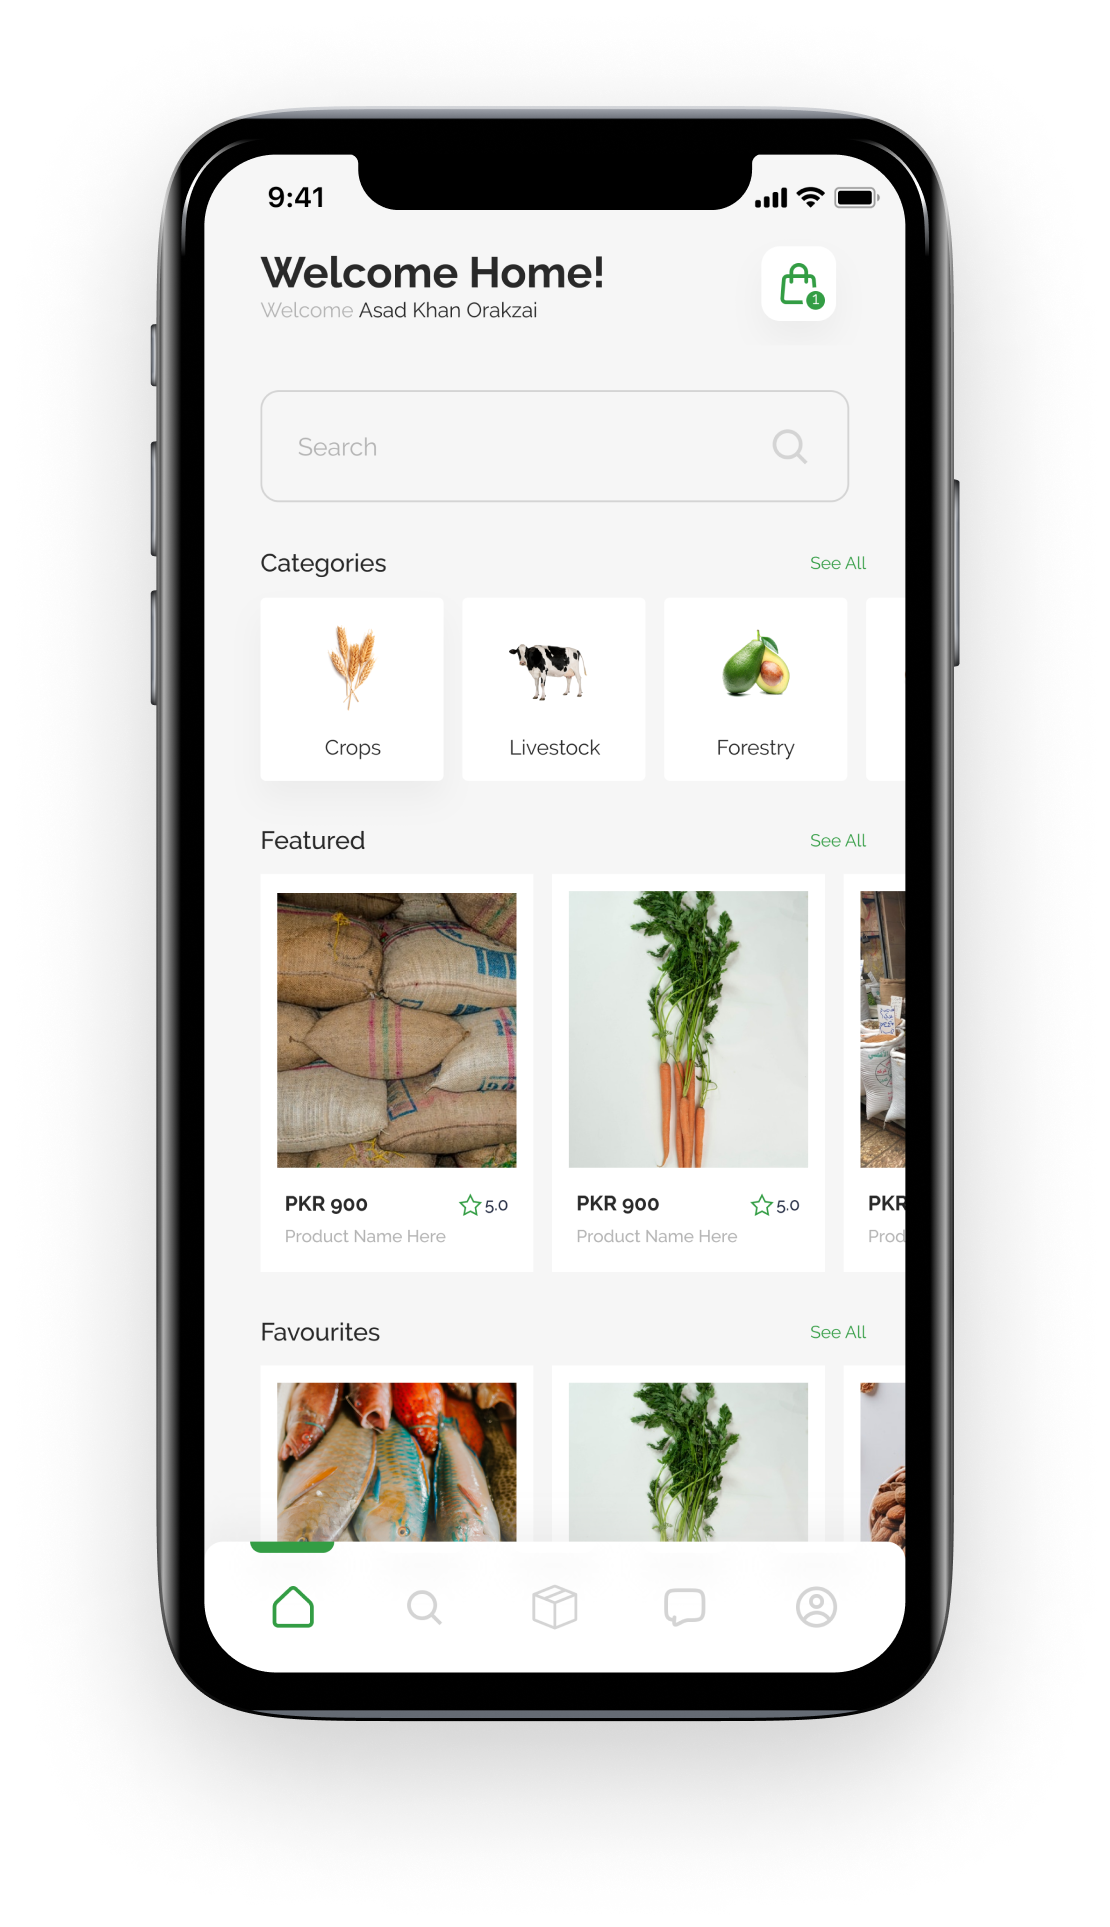 9:41
Welcome Home!
Welcome Asad Khan Orakzai
1
Search
Categories
See All
Crops
Livestock
Forestry
Featured
See All
PKR 900
5.0
PKR 900
5.0
PKR
Product Name Here
Product Name Here
Prod
Favourites
See All